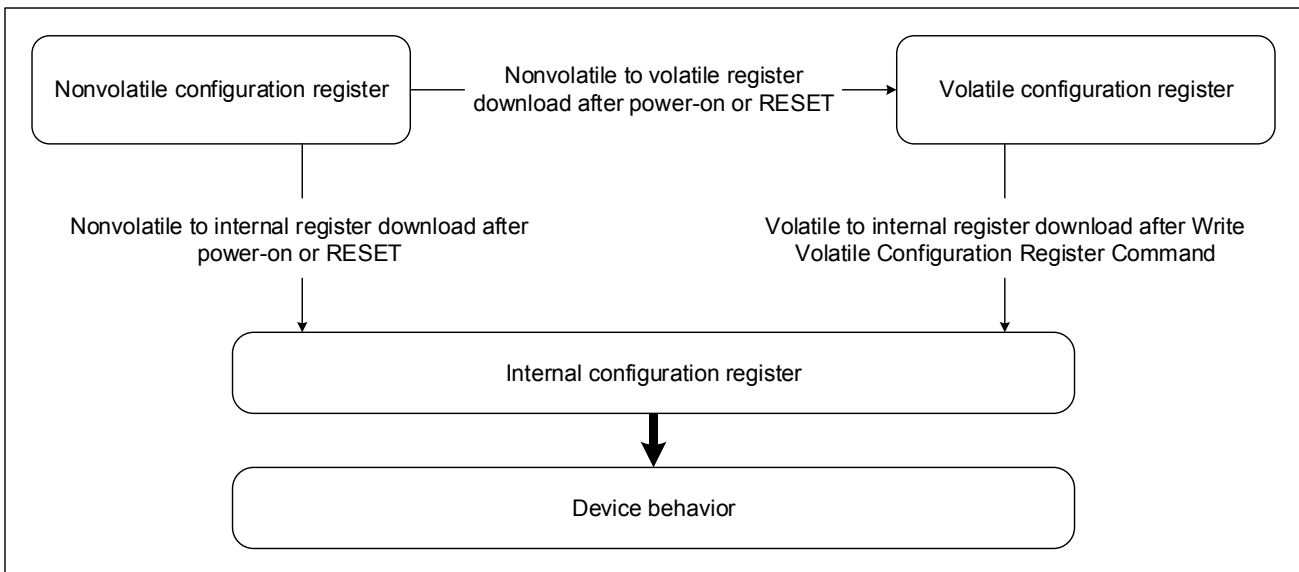 Nonvolatile configuration register
Nonvolatile to volatile register
download after power-on or RESET
Volatile configuration register
Nonvolatile to internal register download after
power-on or RESET
Volatile to internal register download after Write
Volatile Configuration Register Command
Internal configuration register
Device behavior